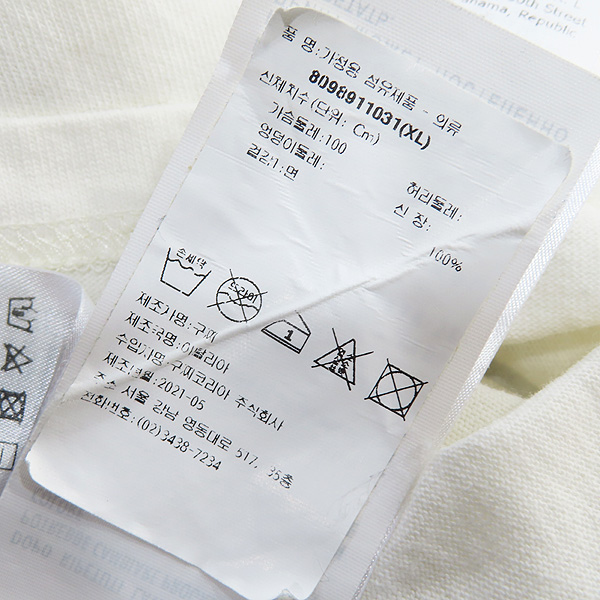 품 명:가정용 섬유제품 - 의류
8098911031(XL)
신체치수(단위: Cm)
가슴둘레:100
허리둘레:
엉덩이둘레:
신 장:
겉감1:면
100%
손세탁
드라이
1
제조자명:구찌
제조국명:이탈리아
수입자명:구찌코리아 주식회사
제조년월:2021-05
주소 서울 강남 영동대로 517, 35층
전화번호:(02)3438-7234
Street
Republic